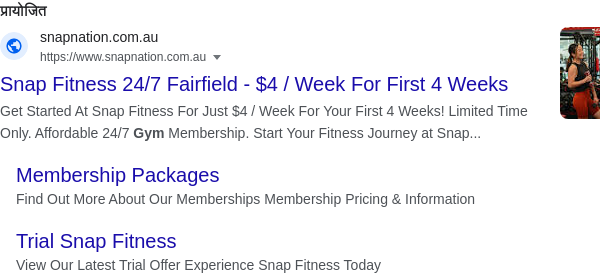 प्रायोजित
snapnation.com.au
https://www.snapnation.com.au
Snap Fitness 24/7 Fairfield - $4 / Week For First 4 Weeks
Get Started At Snap Fitness For Just $4 / Week For Your First 4 Weeks! Limited Time
Only. Affordable 24/7 Gym Membership. Start Your Fitness Journey at Snap...
Membership Packages
Find Out More About Our Memberships Membership Pricing & Information
Trial Snap Fitness
View Our Latest Trial Offer Experience Snap Fitness Today